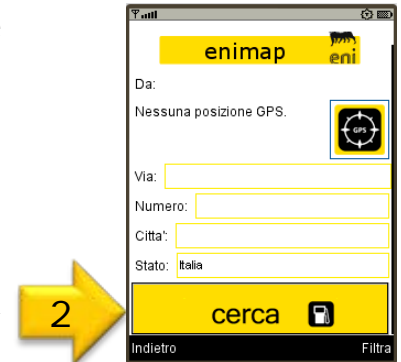 enimap
eni
Da:
Nessuna posizione GPS.
GPS
Via:
Numero:
Citta':
Stato: Italia
2
cerca
Indietro
Filtra